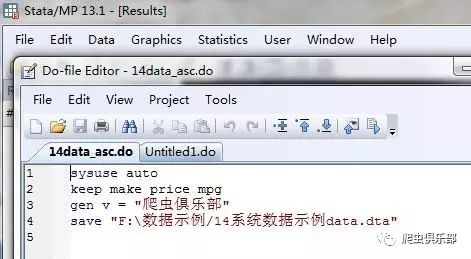 Stata/MP 13.1 - [Results]
File Edit Data Graphics Statistics User Window Help
Do-file Editor - 14data_asc.do
File Edit View Project Tools
14data_asc.do Untitled1.do
1 sysuse auto
2 keep make price mpg
3 gen v = "爬虫俱乐部"
4 save "F:\数据示例/14系统数据示例data.dta"
5
爬虫俱乐部